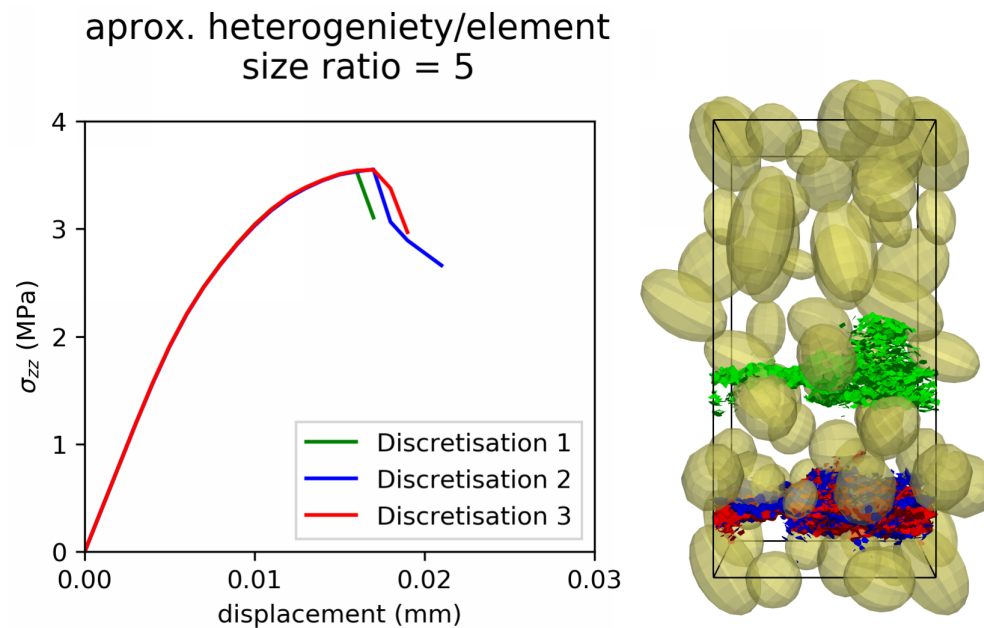 aprox. heterogeniety/element
size ratio = 5
4
3
2
1
0
σzz (MPa)
Discretisation 1
Discretisation 2
Discretisation 3
0.00
0.01
0.02
0.03
displacement (mm)